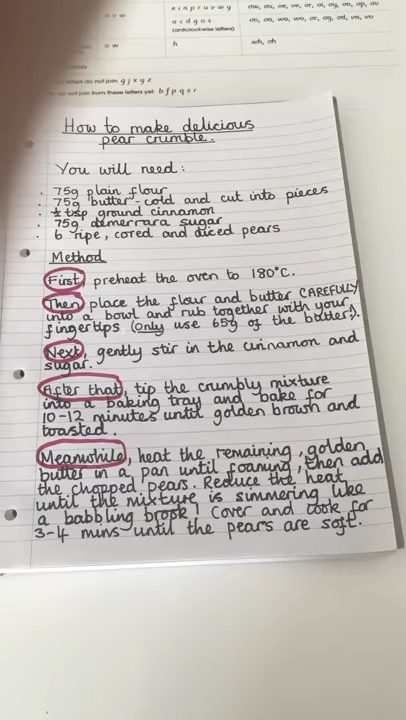 e i n p r u v w y
ow, ou, oe, ve, or, oi, oy, on, op, ov
a c d g o s
(anticlockwise letters)
oo, oa, wa, wo, oc, og, od, va, vo
o v w
o w
h
wh, oh
letters do not join: g j x y z
not join from these letters yet: b f p q s r
How to make delicious
pear crumble.
You will need:
· 75g plain flour
· 75g butter - cold and cut into pieces
· ½ tsp ground cinnamon
· 75g demerrara sugar
· 6 ripe, cored and diced pears
Method
First, preheat the oven to 180°C.
Then, place the flour and butter CAREFULLY
into a bowl and rub together with your
fingertips (only use 65g of the butter).
Next, gently stir in the cinnamon and
sugar.
After that, tip the crumbly mixture
into a baking tray and bake for
10-12 minutes until golden brown and
toasted.
Meanwhile, heat the remaining, golden
butter in a pan until foaming, then add
the chopped pears. Reduce the heat
until the mixture is simmering like
a babbling brook! Cover and cook for
3-4 mins until the pears are soft.